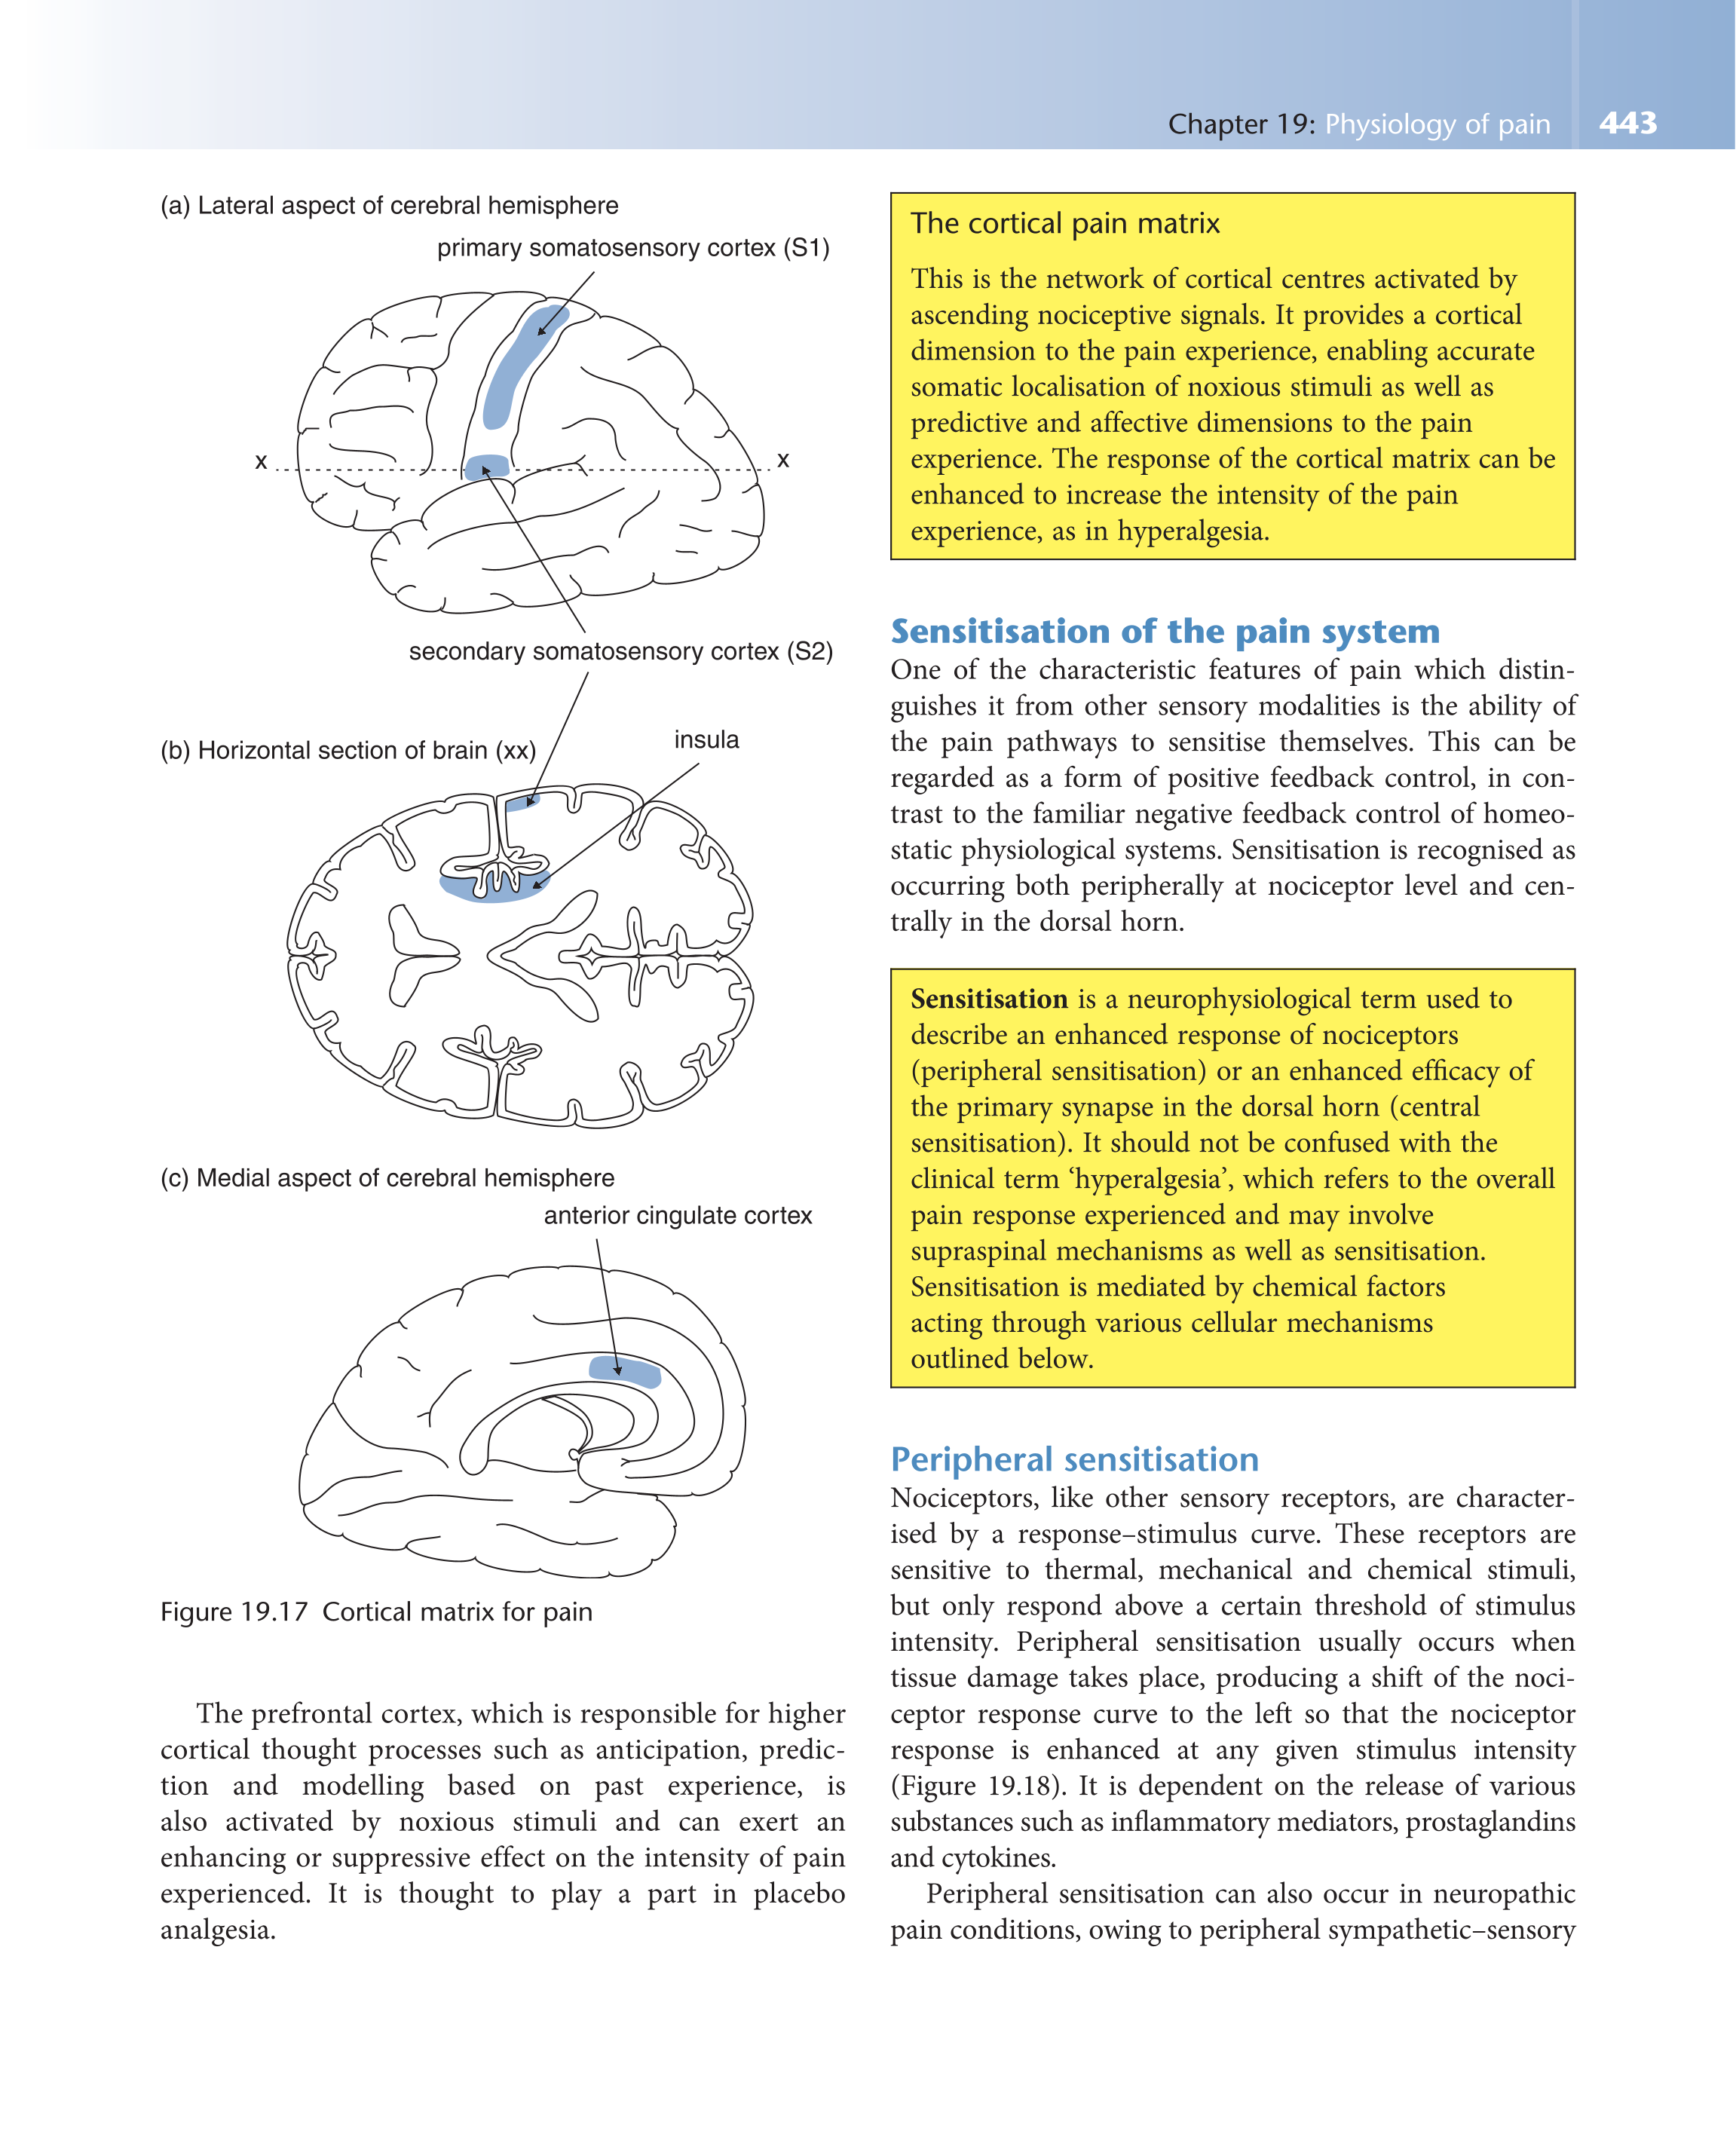 Chapter 19: Physiology of pain 443
(a) Lateral aspect of cerebral hemisphere
primary somatosensory cortex (S1)
x x
secondary somatosensory cortex (S2)
(b) Horizontal section of brain (xx)
insula
(c) Medial aspect of cerebral hemisphere
anterior cingulate cortex
Figure 19.17 Cortical matrix for pain
The prefrontal cortex, which is responsible for higher
cortical thought processes such as anticipation, predic-
tion and modelling based on past experience, is
also activated by noxious stimuli and can exert an
enhancing or suppressive effect on the intensity of pain
experienced. It is thought to play a part in placebo
analgesia.
The cortical pain matrix
This is the network of cortical centres activated by
ascending nociceptive signals. It provides a cortical
dimension to the pain experience, enabling accurate
somatic localisation of noxious stimuli as well as
predictive and affective dimensions to the pain
experience. The response of the cortical matrix can be
enhanced to increase the intensity of the pain
experience, as in hyperalgesia.
Sensitisation of the pain system
One of the characteristic features of pain which distin-
guishes it from other sensory modalities is the ability of
the pain pathways to sensitise themselves. This can be
regarded as a form of positive feedback control, in con-
trast to the familiar negative feedback control of homeo-
static physiological systems. Sensitisation is recognised as
occurring both peripherally at nociceptor level and cen-
trally in the dorsal horn.
Sensitisation is a neurophysiological term used to
describe an enhanced response of nociceptors
(peripheral sensitisation) or an enhanced efficacy of
the primary synapse in the dorsal horn (central
sensitisation). It should not be confused with the
clinical term ‘hyperalgesia’, which refers to the overall
pain response experienced and may involve
supraspinal mechanisms as well as sensitisation.
Sensitisation is mediated by chemical factors
acting through various cellular mechanisms
outlined below.
Peripheral sensitisation
Nociceptors, like other sensory receptors, are character-
ised by a response–stimulus curve. These receptors are
sensitive to thermal, mechanical and chemical stimuli,
but only respond above a certain threshold of stimulus
intensity. Peripheral sensitisation usually occurs when
tissue damage takes place, producing a shift of the noci-
ceptor response curve to the left so that the nociceptor
response is enhanced at any given stimulus intensity
(Figure 19.18). It is dependent on the release of various
substances such as inflammatory mediators, prostaglandins
and cytokines.
Peripheral sensitisation can also occur in neuropathic
pain conditions, owing to peripheral sympathetic–sensory